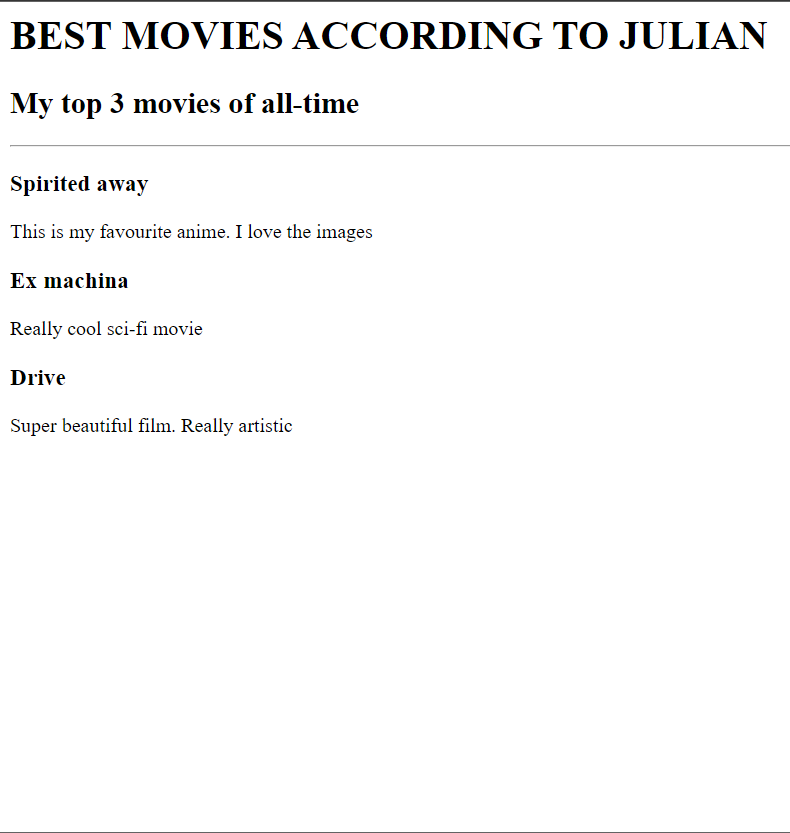 BEST MOVIES ACCORDING TO JULIAN
My top 3 movies of all-time
Spirited away
This is my favourite anime. I love the images
Ex machina
Really cool sci-fi movie
Drive
Super beautiful film. Really artistic